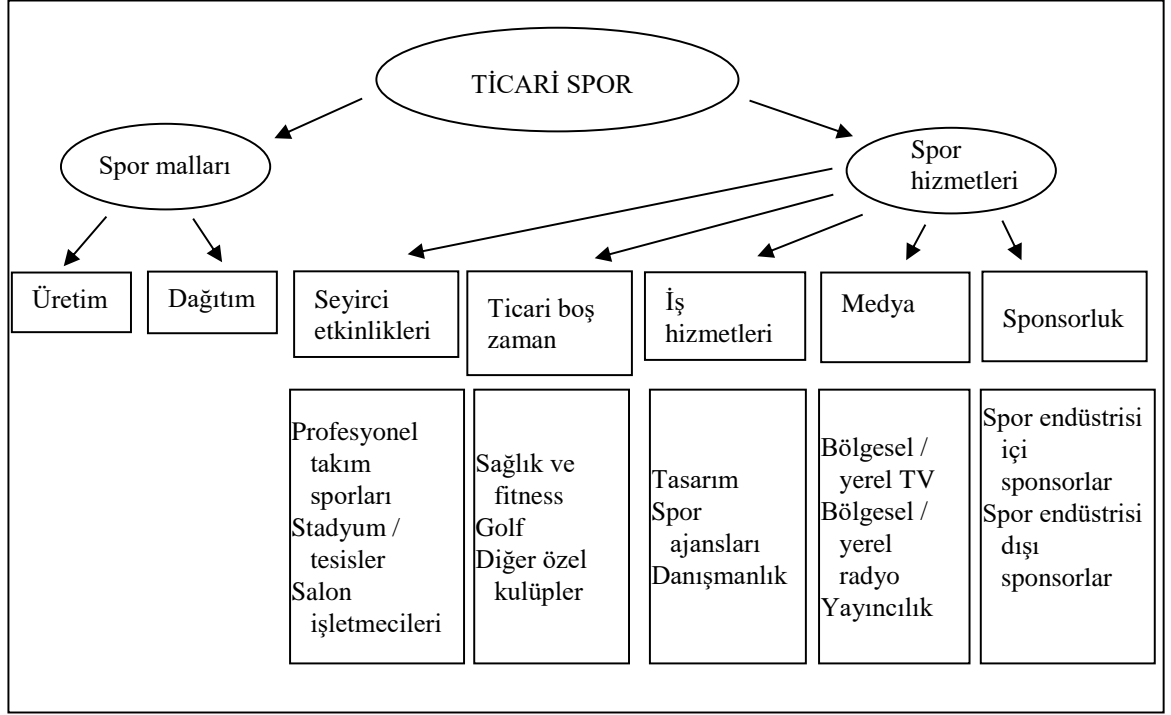 TİCARİ SPOR
Spor malları
Spor
hizmetleri
Üretim
Dağıtım
Seyirci
etkinlikleri
Ticari boş
zaman
İş
hizmetleri
Medya
Sponsorluk
Profesyonel
takım
sporları
Stadyum /
tesisler
Salon
işletmecileri
Sağlık ve
fitness
Golf
Diğer özel
kulüpler
Tasarım
Spor
ajansları
Danışmanlık
Bölgesel /
yerel TV
Bölgesel /
yerel
radyo
Yayıncılık
Spor endüstrisi
içi
sponsorlar
Spor endüstrisi
dışı
sponsorlar